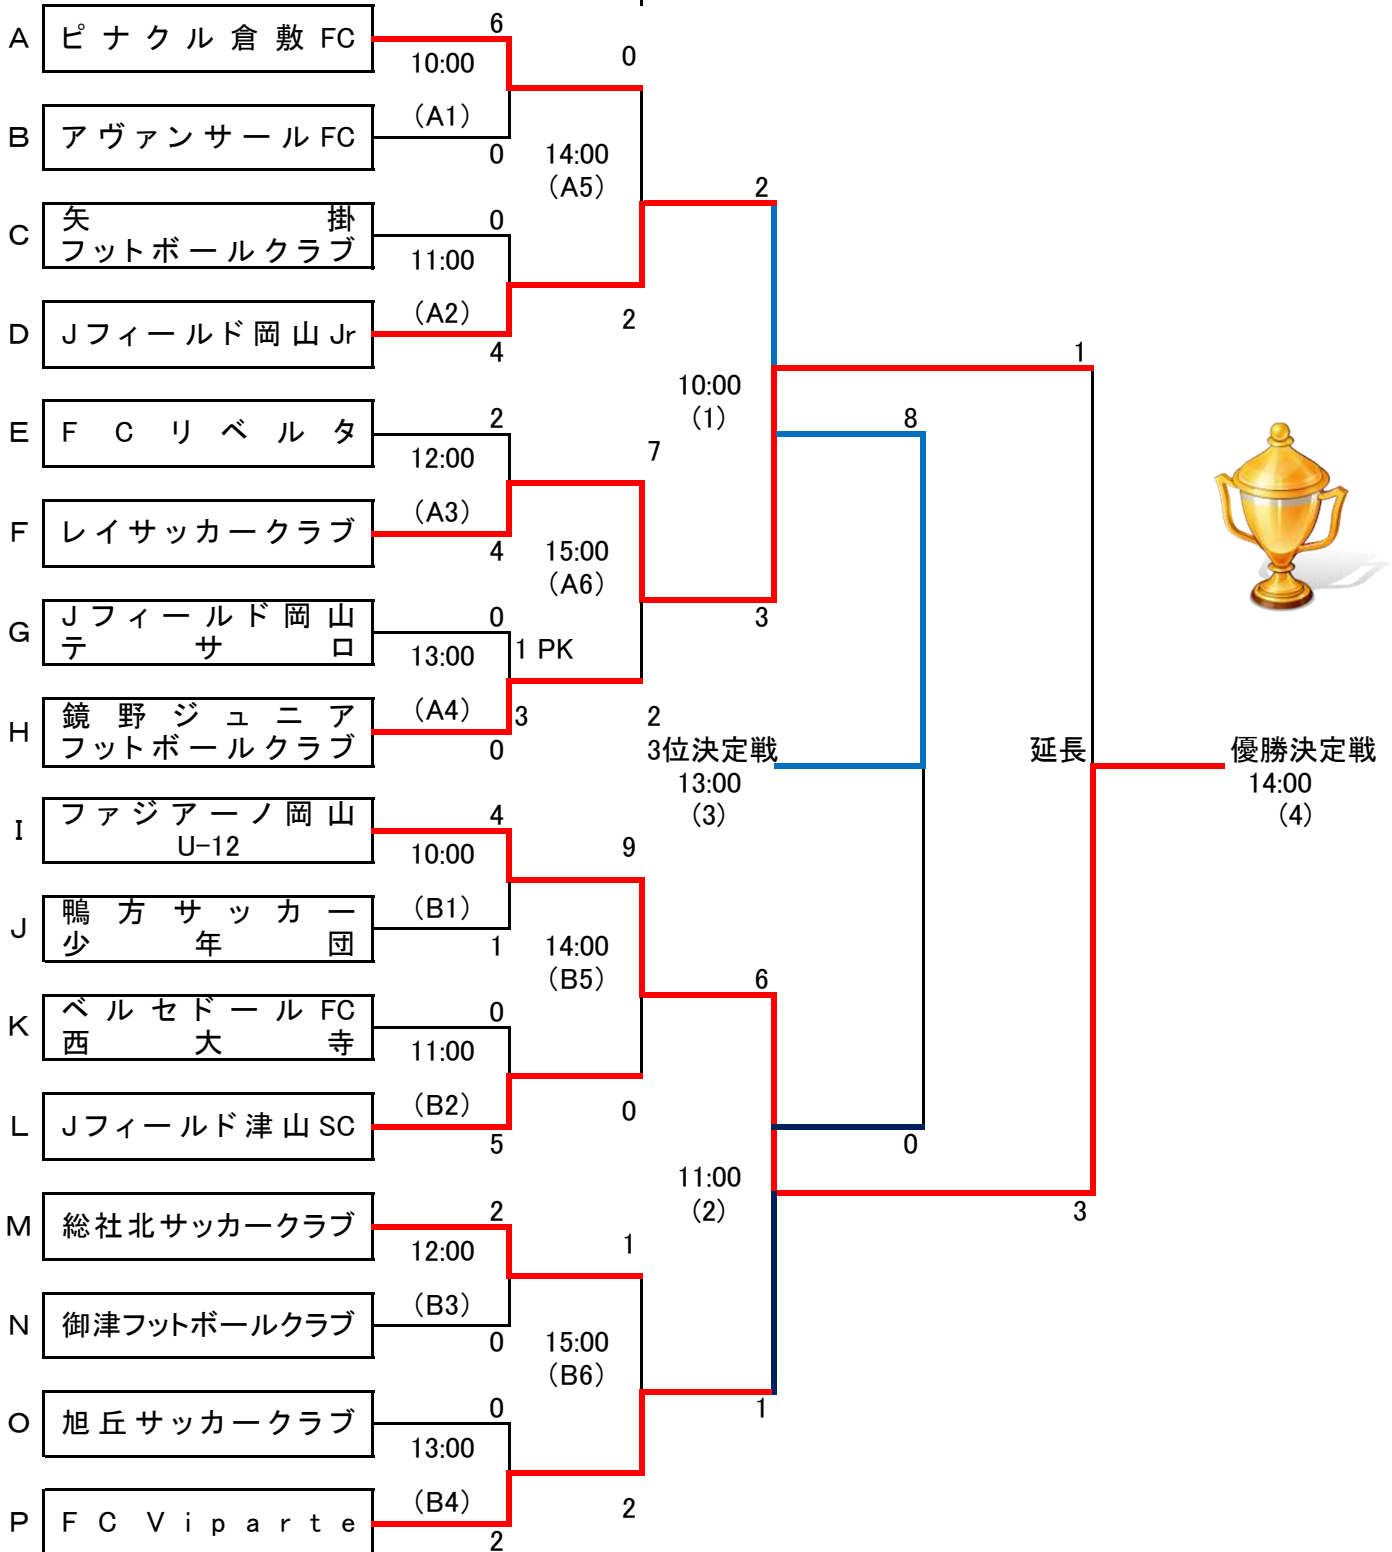 6
A ピナクル倉敷FC
0
10:00
(A1)
B アヴァンサールFC
0
14:00
(A5)
2
C 矢掛
フットボールクラブ
0
11:00
(A2)
D Jフィールド岡山Jr
2
4
1
10:00
(1)
E FCリベルタ
2
8
7
12:00
(A3)
F レイサッカークラブ
4
15:00
(A6)
G Jフィールド岡山
テサロ
0
3
1 PK
13:00
(A4)
H 鏡野ジュニア
フットボールクラブ
3
2
0
3位決定戦
13:00
(3)
延長
優勝決定戦
14:00
(4)
I ファジアーノ岡山
U-12
4
9
10:00
(B1)
J 鴨方サッカー
少年団
1
14:00
(B5)
6
K ベルセドールFC
西大寺
0
11:00
(B2)
L Jフィールド津山SC
0
5
0
11:00
(2)
M 総社北サッカークラブ
2
3
1
12:00
(B3)
N 御津フットボールクラブ
0
15:00
(B6)
O 旭丘サッカークラブ
0
1
13:00
(B4)
P FC Viparte
2
2